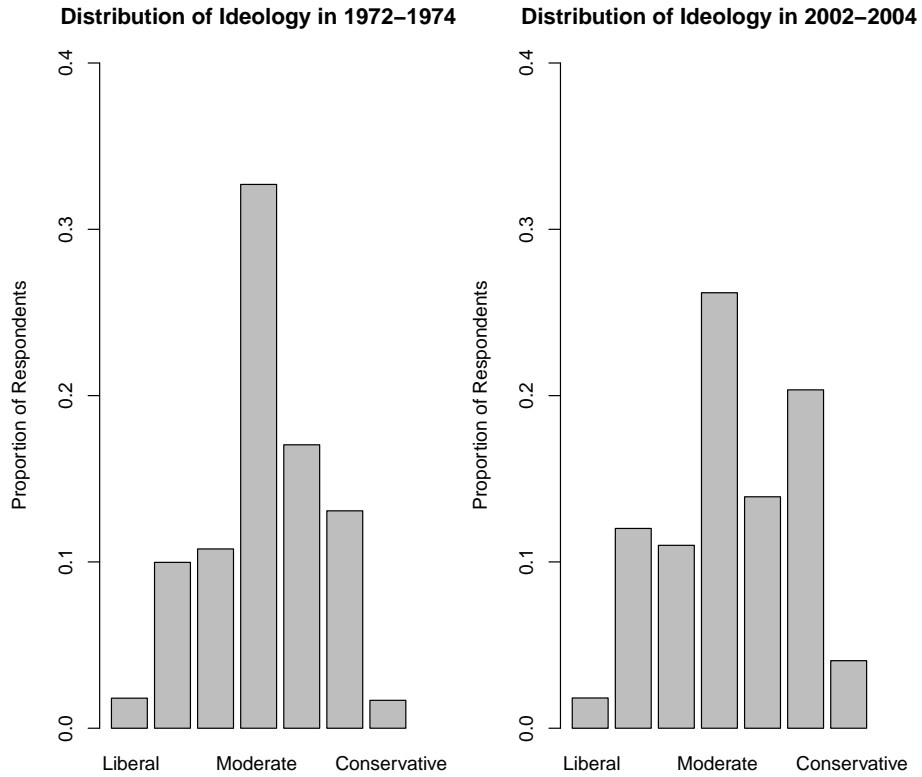 Distribution of Ideology in 1972−1974
Proportion of Respondents
0.0
0.1
0.2
0.3
0.4
Liberal
Moderate
Conservative
Distribution of Ideology in 2002−2004
Proportion of Respondents
0.0
0.1
0.2
0.3
0.4
Liberal
Moderate
Conservative